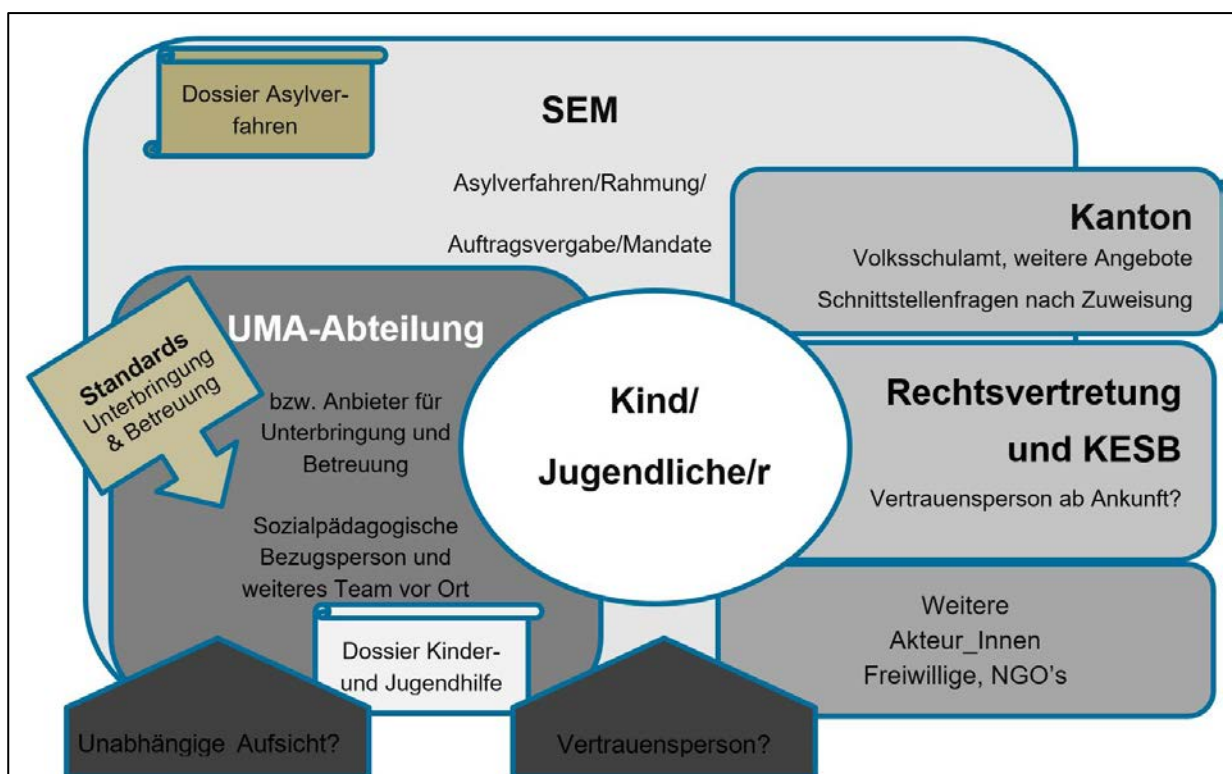 Dossier Asylver-
fahren
SEM
Asylverfahren/Rahmung/
Auftragsvergabe/Mandate
Kanton
Volksschulamt, weitere Angebote
Schnittstellenfragen nach Zuweisung
Standards
Unterbringung
& Betreuung
UMA-Abteilung
bzw. Anbieter für
Unterbringung und
Betreuung
Sozialpädagogische
Bezugsperson und
weiteres Team vor Ort
Kind/
Jugendliche/r
Rechtsvertretung
und KESB
Vertrauensperson ab Ankunft?
Weitere
Akteur_Innen
Freiwillige, NGO’s
Dossier Kinder-
und Jugendhilfe
Unabhängige Aufsicht?
Vertrauensperson?